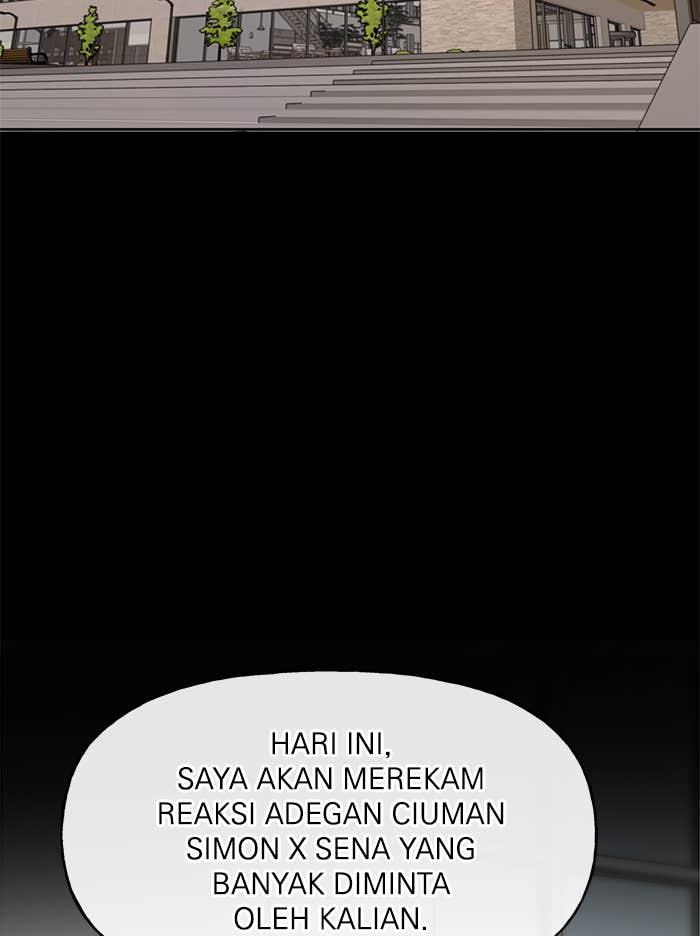 HARI INI,
SAYA AKAN MEREKAM
REAKSI ADEGAN CIUMAN
SIMON X SENA YANG
BANYAK DIMINTA
OLEH KALIAN.